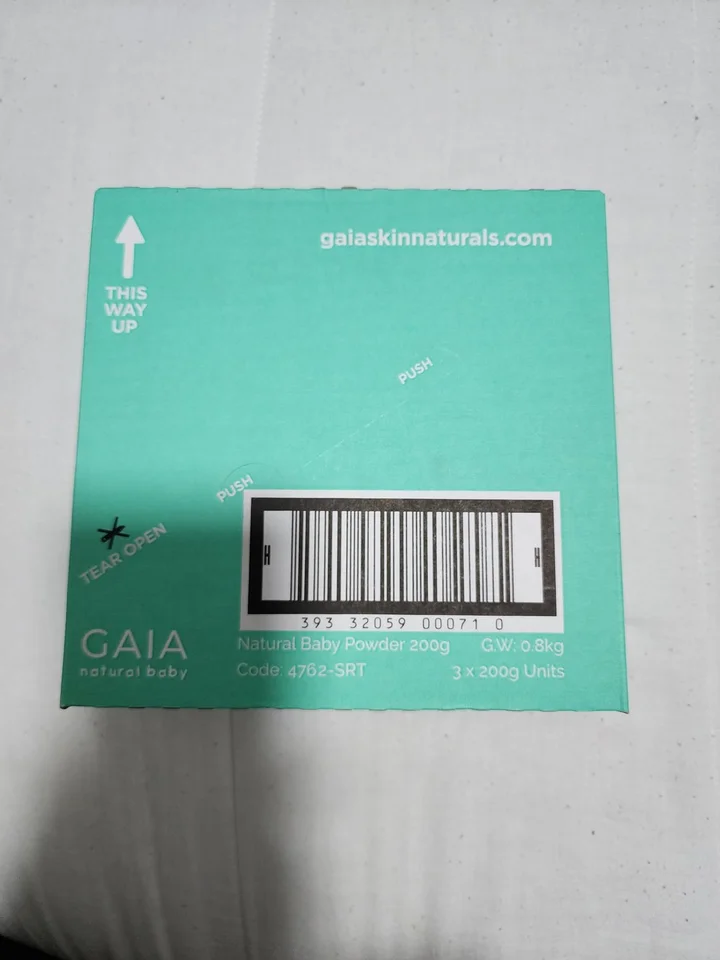 gaiaskinnaturals.com
THIS
WAY
UP
PUSH
PUSH
TEAR OPEN
H H
393 32059 00071 0
GAIA
natural baby
Natural Baby Powder 200g G.W: 0.8kg
Code: 4762-SRT 3 x 200g Units